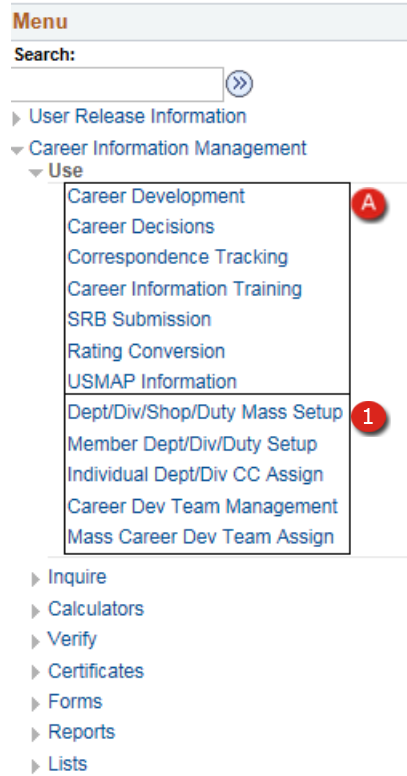 Menu
Search:
User Release Information
Career Information Management
Use
Career Development A
Career Decisions
Correspondence Tracking
Career Information Training
SRB Submission
Rating Conversion
USMAP Information
Dept/Div/Shop/Duty Mass Setup 1
Member Dept/Div/Duty Setup
Individual Dept/Div CC Assign
Career Dev Team Management
Mass Career Dev Team Assign
Inquire
Calculators
Verify
Certificates
Forms
Reports
Lists